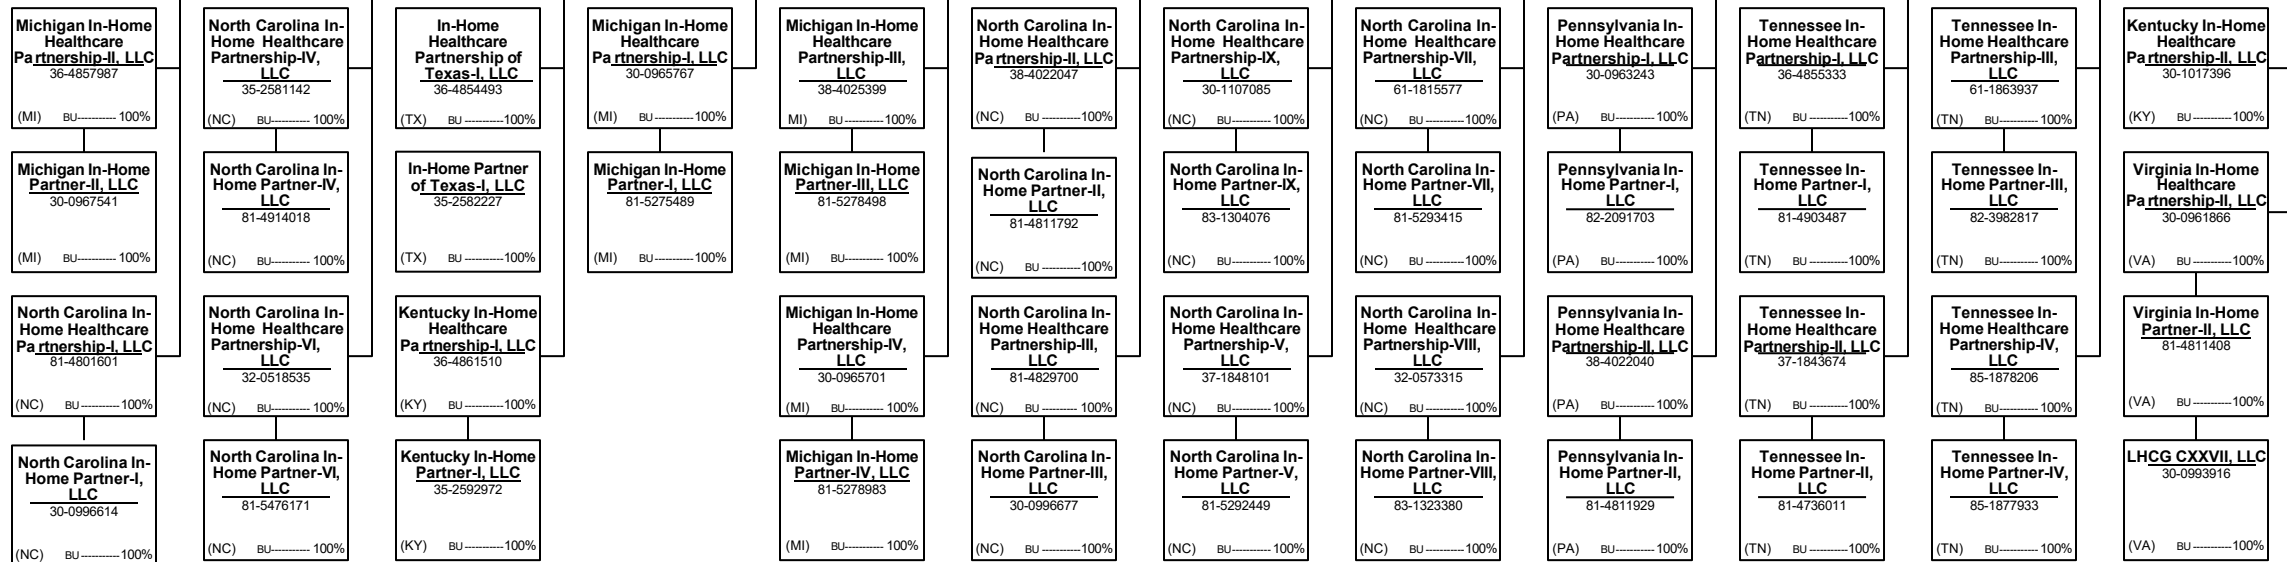 Michigan In-Home
Healthcare
Partnership-II, LLC
36-4857987
(MI) BU----------- 100%
North Carolina In-
Home Healthcare
Partnership-IV,
LLC
35-2581142
(NC) BU----------- 100%
In-Home
Healthcare
Partnership of
Texas-I, LLC
36-4854493
(TX) BU -----------100%
Michigan In-Home
Healthcare
Partnership-I, LLC
30-0965767
(MI) BU -----------100%
Michigan In-Home
Healthcare
Partnership-III,
LLC
38-4025399
MI) BU----------- 100%
North Carolina In-
Home Healthcare
Partnership-II, LLC
38-4022047
(NC) BU -----------100%
North Carolina In-
Home Healthcare
Partnership-IX,
LLC
30-1107085
(NC) BU----------- 100%
North Carolina In-
Home Healthcare
Partnership-VII,
LLC
61-1815577
(NC) BU -----------100%
Pennsylvania In-
Home Healthcare
Partnership-I, LLC
30-0963243
(PA) BU----------- 100%
Tennessee In-
Home Healthcare
Partnership-I, LLC
36-4855333
(TN) BU -----------100%
Tennessee In-
Home Healthcare
Partnership-III,
LLC
61-1863937
(TN) BU----------- 100%
Kentucky In-Home
Healthcare
Partnership-II, LLC
30-1017396
(KY) BU -----------100%
Michigan In-Home
Partner-II, LLC
30-0967541
(MI) BU----------- 100%
North Carolina In-
Home Partner-IV,
LLC
81-4914018
(NC) BU----------- 100%
In-Home Partner
of Texas-I, LLC
35-2582227
(TX) BU -----------100%
Michigan In-Home
Partner-I, LLC
81-5275489
(MI) BU -----------100%
Michigan In-Home
Partner-III, LLC
81-5278498
(MI) BU----------- 100%
North Carolina In-
Home Partner-II,
LLC
81-4811792
(NC) BU -----------100%
North Carolina In-
Home Partner-IX,
LLC
83-1304076
(NC) BU----------- 100%
North Carolina In-
Home Partner-VII,
LLC
81-5293415
(NC) BU -----------100%
Pennsylvania In-
Home Partner-I,
LLC
82-2091703
(PA) BU----------- 100%
Tennessee In-
Home Partner-I,
LLC
81-4903487
(TN) BU -----------100%
Tennessee In-
Home Partner-III,
LLC
82-3982817
(TN) BU----------- 100%
Virginia In-Home
Healthcare
Partnership-II, LLC
30-0961866
(VA) BU -----------100%
North Carolina In-
Home Healthcare
Partnership-I, LLC
81-4801601
(NC) BU -----------100%
North Carolina In-
Home Healthcare
Partnership-VI,
LLC
32-0518535
(NC) BU----------- 100%
Kentucky In-Home
Healthcare
Partnership-I, LLC
36-4861510
(KY) BU -----------100%
Michigan In-Home
Healthcare
Partnership-IV,
LLC
30-0965701
(MI) BU----------- 100%
North Carolina In-
Home Healthcare
Partnership-III,
LLC
81-4829700
(NC) BU -----------100%
North Carolina In-
Home Healthcare
Partnership-V,
LLC
37-1848101
(NC) BU----------- 100%
North Carolina In-
Home Healthcare
Partnership-VIII,
LLC
32-0573315
(NC) BU -----------100%
Pennsylvania In-
Home Healthcare
Partnership-II, LLC
38-4022040
(PA) BU----------- 100%
Tennessee In-
Home Healthcare
Partnership-II, LLC
37-1843674
(TN) BU -----------100%
Tennessee In-
Home Healthcare
Partnership-IV,
LLC
85-1878206
(TN) BU----------- 100%
Virginia In-Home
Partner-II, LLC
81-4811408
(VA) BU -----------100%
North Carolina In-
Home Partner-I,
LLC
30-0996614
(NC) BU -----------100%
North Carolina In-
Home Partner-VI,
LLC
81-5476171
(NC) BU----------- 100%
Kentucky In-Home
Partner-I, LLC
35-2592972
(KY) BU -----------100%
Michigan In-Home
Partner-IV, LLC
81-5278983
(MI) BU----------- 100%
North Carolina In-
Home Partner-III,
LLC
30-0996677
(NC) BU -----------100%
North Carolina In-
Home Partner-V,
LLC
81-5292449
(NC) BU----------- 100%
North Carolina In-
Home Partner-VIII,
LLC
83-1323380
(NC) BU -----------100%
Pennsylvania In-
Home Partner-II,
LLC
81-4811929
(PA) BU----------- 100%
Tennessee In-
Home Partner-II,
LLC
81-4736011
(TN) BU -----------100%
Tennessee In-
Home Partner-IV,
LLC
85-1877933
(TN) BU----------- 100%
LHCG CXXVII, LLC
30-0993916
(VA) BU -----------100%